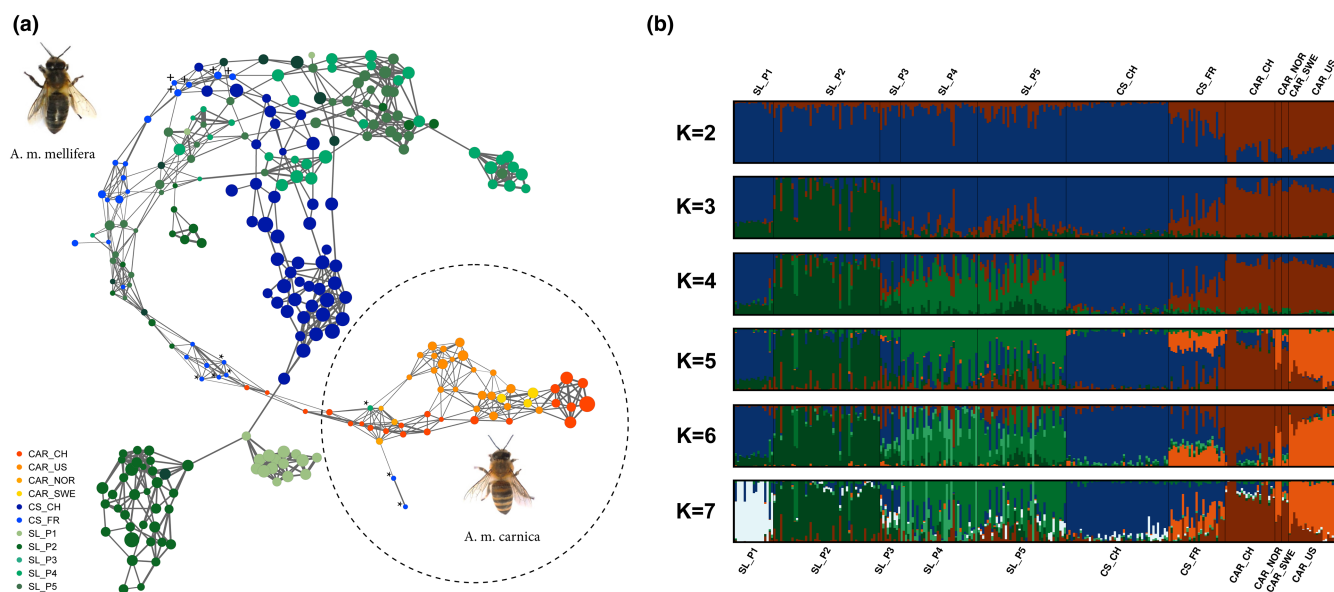 (a)
A. m. mellifera
A. m. carnica
CAR_CH
CAR_US
CAR_NOR
CAR_SWE
CS_CH
CS_FR
SL_P1
SL_P2
SL_P3
SL_P4
SL_P5
(b)
SL_P1 SL_P2 SL_P3 SL_P4 SL_P5 CS_CH CS_FR CAR_CH CAR_NOR CAR_SWE CAR_US
K=2
K=3
K=4
K=5
K=6
K=7
SL_P1 SL_P2 SL_P3 SL_P4 SL_P5 CS_CH CS_FR CAR_CH CAR_NOR CAR_SWE CAR_US